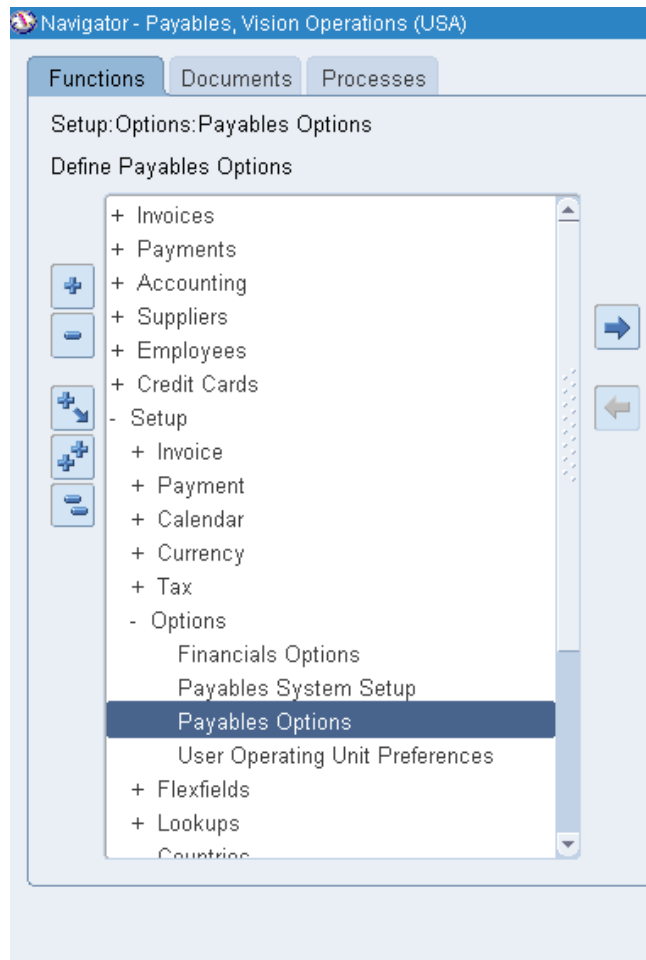 Navigator - Payables, Vision Operations (USA)
Functions Documents Processes
Setup:Options:Payables Options
Define Payables Options
+ Invoices
+ Payments
+ Accounting
+ Suppliers
+ Employees
+ Credit Cards
- Setup
+ Invoice
+ Payment
+ Calendar
+ Currency
+ Tax
- Options
Financials Options
Payables System Setup
Payables Options
User Operating Unit Preferences
+ Flexfields
+ Lookups
Countries